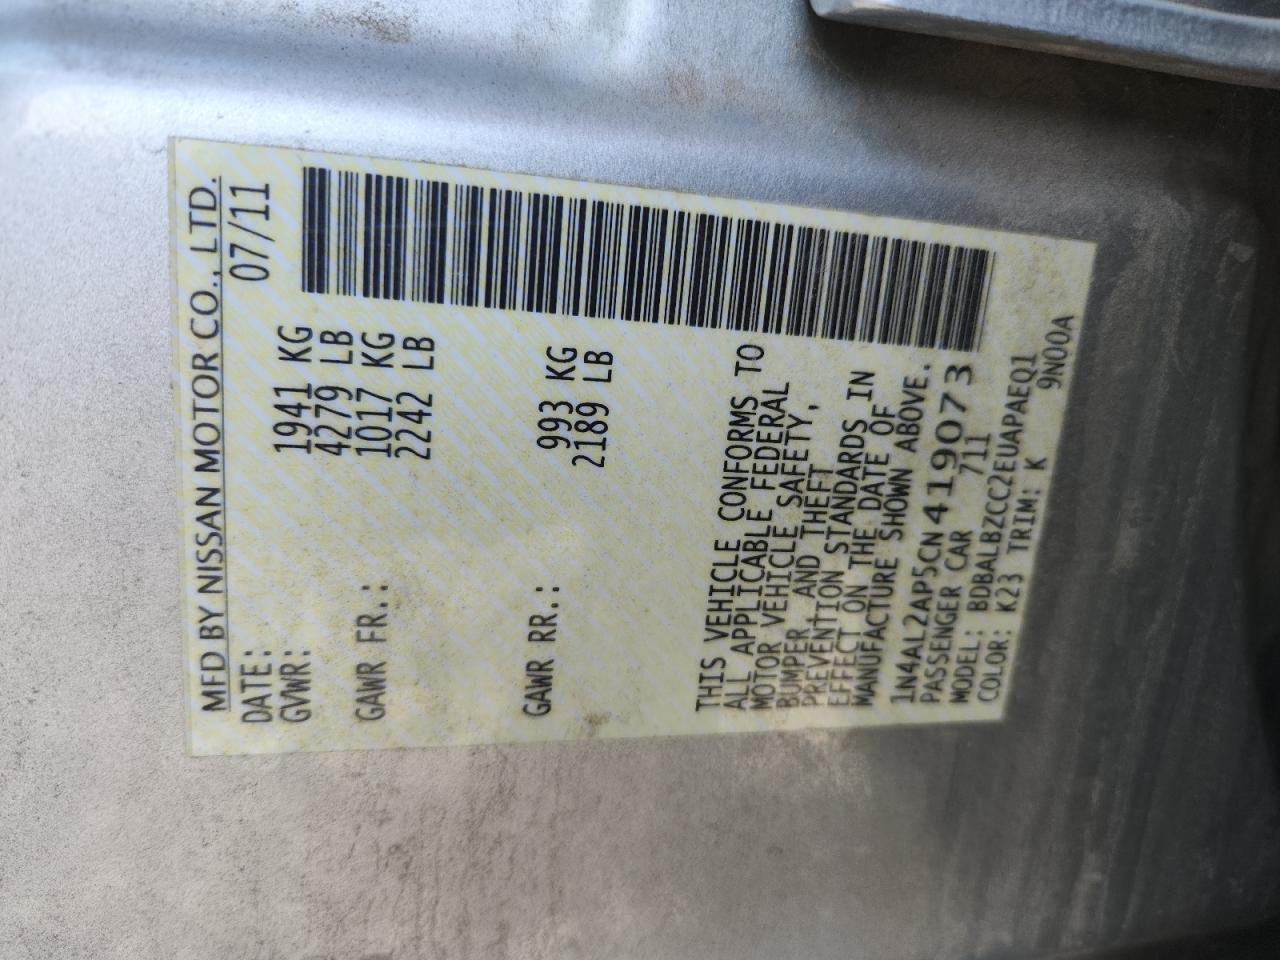 MFD BY NISSAN MOTOR CO., LTD.
DATE: 07/11
GVWR: 1941 KG
4279 LB
GAWR FR.: 1017 KG
2242 LB
GAWR RR.: 993 KG
2189 LB
THIS VEHICLE CONFORMS TO
ALL APPLICABLE FEDERAL
MOTOR VEHICLE SAFETY,
BUMPER, AND THEFT
PREVENTION STANDARDS IN
EFFECT ON THE DATE OF
MANUFACTURE SHOWN ABOVE.
1N4AL2AP5CN419073
PASSENGER CAR 711
MODEL: BDBALBZCC2EUAPAEQ1
COLOR: K23 TRIM: K 9N00A